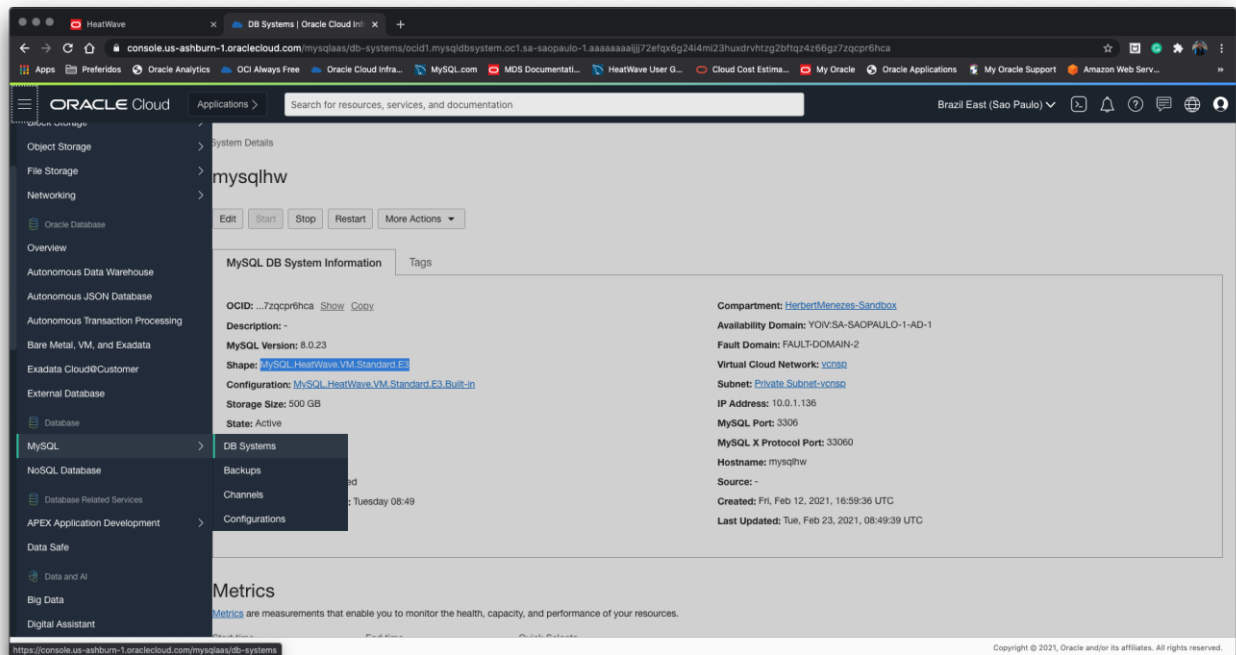 HeatWave
DB Systems | Oracle Cloud Inf
console.us-ashburn-1.oraclecloud.com/mysqlaas/db-systems/ocid1.mysqldbsystem.oc1.sa-saopaulo-1.
Apps Preferidos Oracle Analytics OCI Always Free Oracle Cloud Infra... MySQL.com MDS Documentati... HeatWave User G... Cloud Cost Estima... My Oracle Oracle Applications My Oracle Support Amazon Web Serv... »
ORACLE Cloud Applications > Search for resources, services, and documentation Brazil East (Sao Paulo)
Block Storage
Object Storage
File Storage
Networking
Oracle Database
Overview
Autonomous Data Warehouse
Autonomous JSON Database
Autonomous Transaction Processing
Bare Metal, VM, and Exadata
Exadata Cloud@Customer
External Database
Database
MySQL
NoSQL Database
Database Related Services
APEX Application Development
Data Safe
Data and AI
Big Data
Digital Assistant
DB Systems
Backups
Channels
Configurations
System Details
mysqlhw
Edit Start Stop Restart More Actions
MySQL DB System Information Tags
OCID: ...7zqcpr6hca Show Copy
Description: -
MySQL Version: 8.0.23
Shape: MySQL.HeatWave.VM.Standard.E3
Configuration: MySQL.HeatWave.VM.Standard.E3.Built-in
Storage Size: 500 GB
State: Active
ed
: Tuesday 08:49
Compartment: HerbertMenezes-Sandbox
Availability Domain: YOIV:SA-SAOPAULO-1-AD-1
Fault Domain: FAULT-DOMAIN-2
Virtual Cloud Network: vcnsp
Subnet: Private Subnet-vcnsp
IP Address: 10.0.1.136
MySQL Port: 3306
MySQL X Protocol Port: 33060
Hostname: mysqlhw
Source: -
Created: Fri, Feb 12, 2021, 16:59:36 UTC
Last Updated: Tue, Feb 23, 2021, 08:49:39 UTC
Metrics
Metrics are measurements that enable you to monitor the health, capacity, and performance of your resources.
Start time End time Quick Selects
https://console.us-ashburn-1.oraclecloud.com/mysqlaas/db-systems
Copyright © 2021, Oracle and/or its affiliates. All rights reserved.